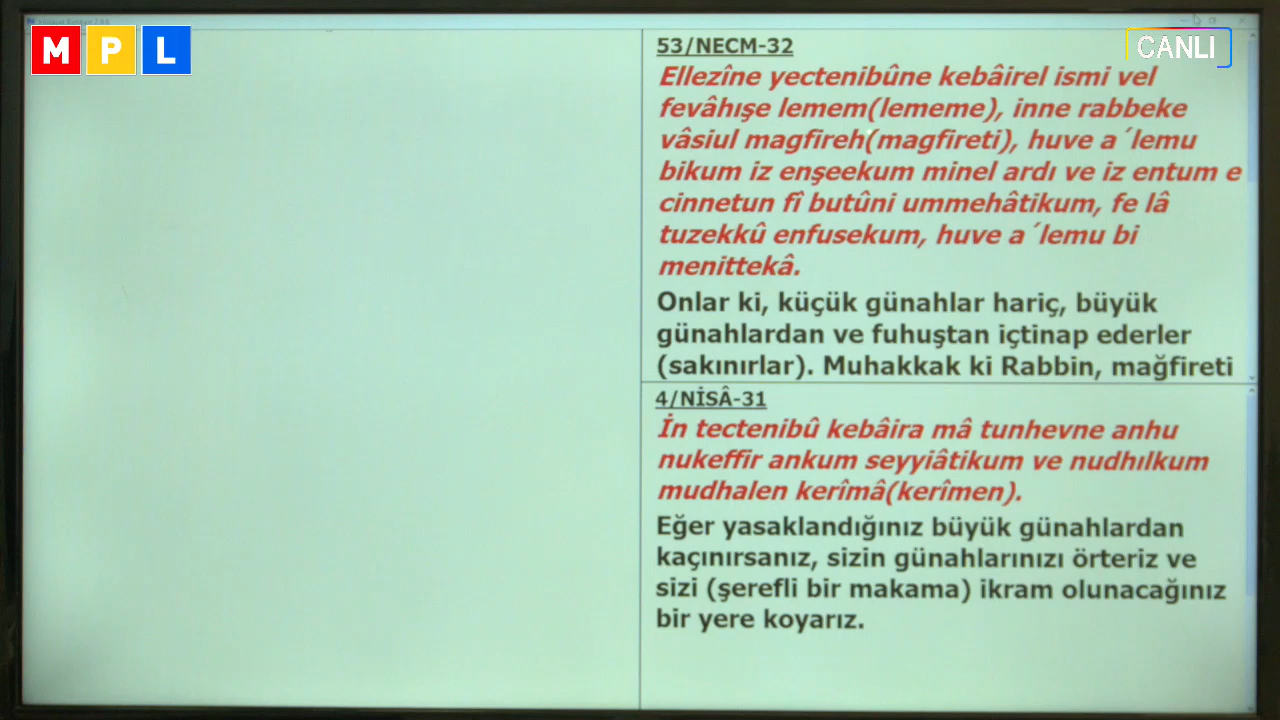 MPL
CANLI
53/NECM-32
Ellezîne yectenibûne kebâirel ismi vel
fevâhışe lemem(lememe), inne rabbeke
vâsiul magfireh(magfireti), huve a´lemu
bikum iz enşeekum minel ardı ve iz entum e
cinnetun fî butûni ummehâtikum, fe lâ
tuzekkû enfusekum, huve a´lemu bi
menittekâ.
Onlar ki, küçük günahlar hariç, büyük
günahlardan ve fuhuştan içtinap ederler
(sakınırlar). Muhakkak ki Rabbin, mağfireti
4/NİSÂ-31
İn tectenibû kebâira mâ tunhevne anhu
nukeffir ankum seyyiâtikum ve nudhılkum
mudhalen kerîmâ(kerîmen).
Eğer yasaklandığınız büyük günahlardan
kaçınırsanız, sizin günahlarınızı örteriz ve
sizi (şerefli bir makama) ikram olunacağınız
bir yere koyarız.